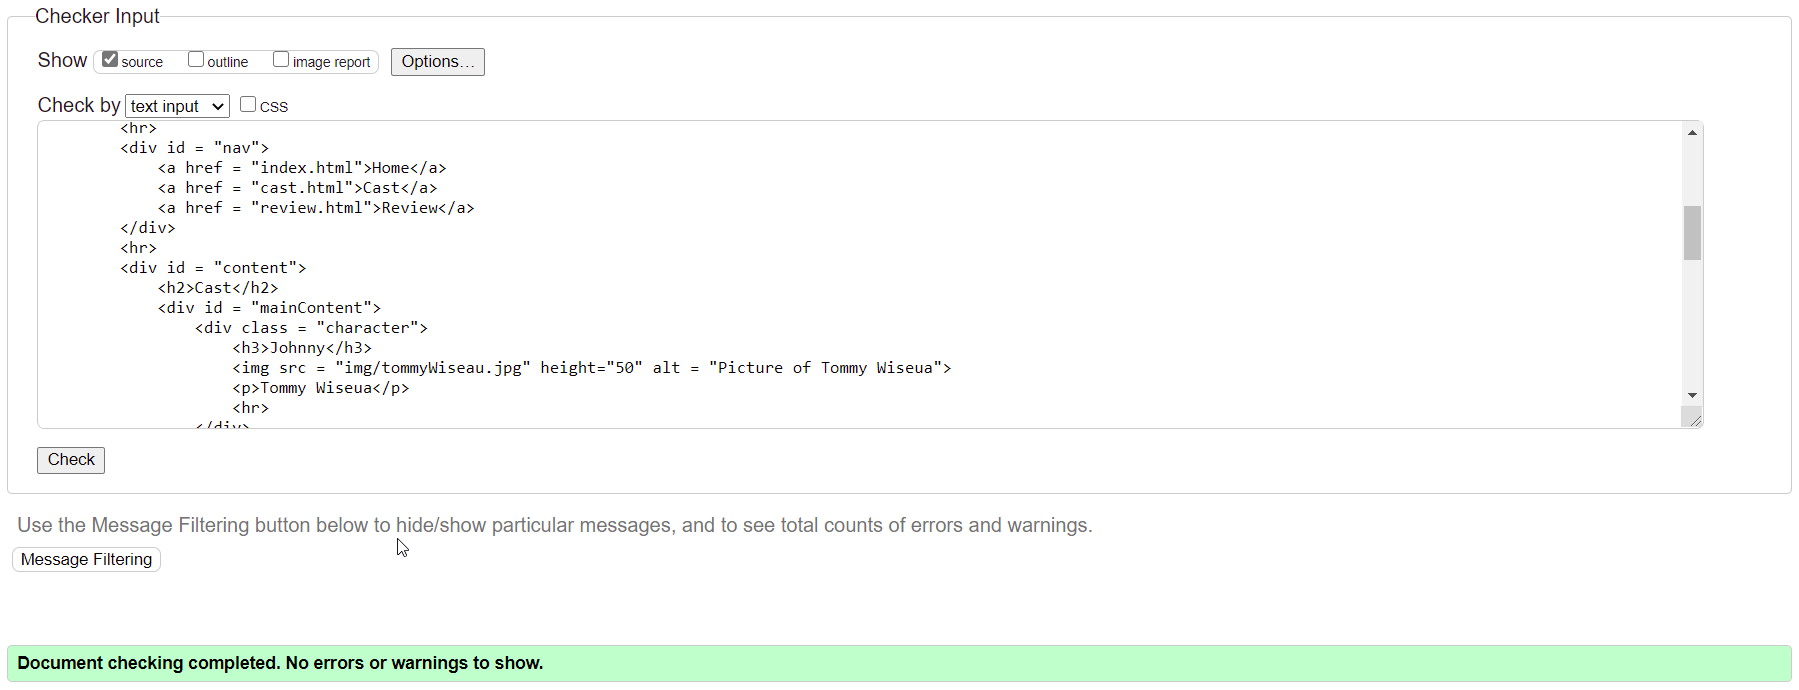 Checker Input
Show source outline image report Options...
Check by text input CSS
<hr>
<div id = "nav">
<a href = "index.html">Home</a>
<a href = "cast.html">Cast</a>
<a href = "review.html">Review</a>
</div>
<hr>
<div id = "content">
<h2>Cast</h2>
<div id = "mainContent">
<div class = "character">
<h3>Johnny</h3>
<img src = "img/tommyWiseau.jpg" height="50" alt = "Picture of Tommy Wiseua">
<p>Tommy Wiseua</p>
<hr>
</div>
Check
Use the Message Filtering button below to hide/show particular messages, and to see total counts of errors and warnings.
Message Filtering
Document checking completed. No errors or warnings to show.